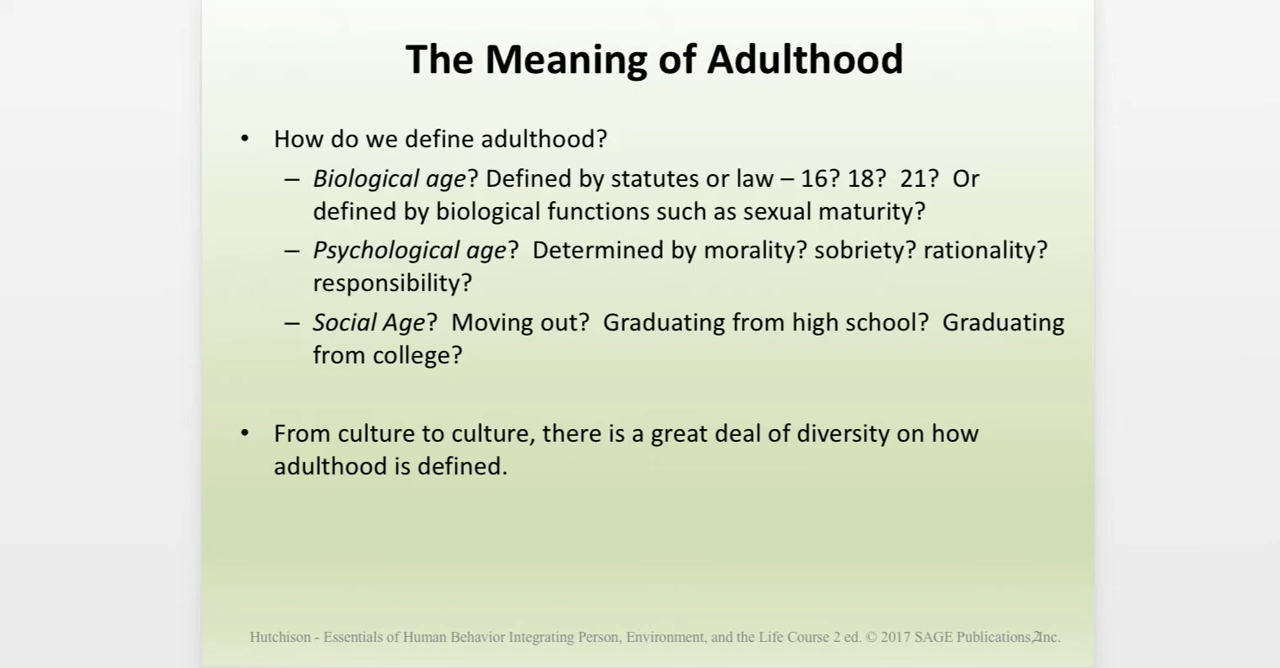 The Meaning of Adulthood
• How do we define adulthood?
– Biological age? Defined by statutes or law – 16? 18?  21?  Or
defined by biological functions such as sexual maturity?
– Psychological age?  Determined by morality? sobriety? rationality?
responsibility?
– Social Age?  Moving out?  Graduating from high school?  Graduating
from college?
• From culture to culture, there is a great deal of diversity on how
adulthood is defined.
Hutchison - Essentials of Human Behavior Integrating Person, Environment, and the Life Course 2 ed. © 2017 SAGE Publications, Inc.
2